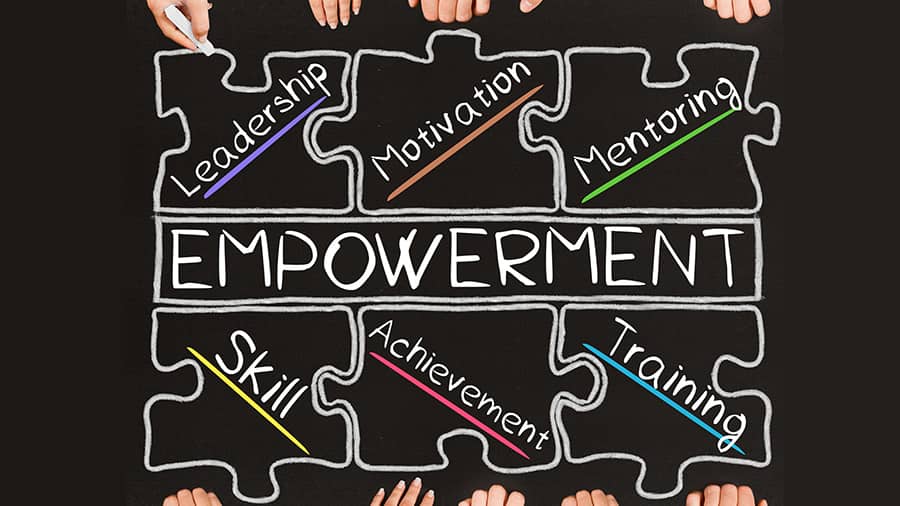 Leadership
Motivation
Mentoring
EMPOWERMENT
Skill
Achievement
Training